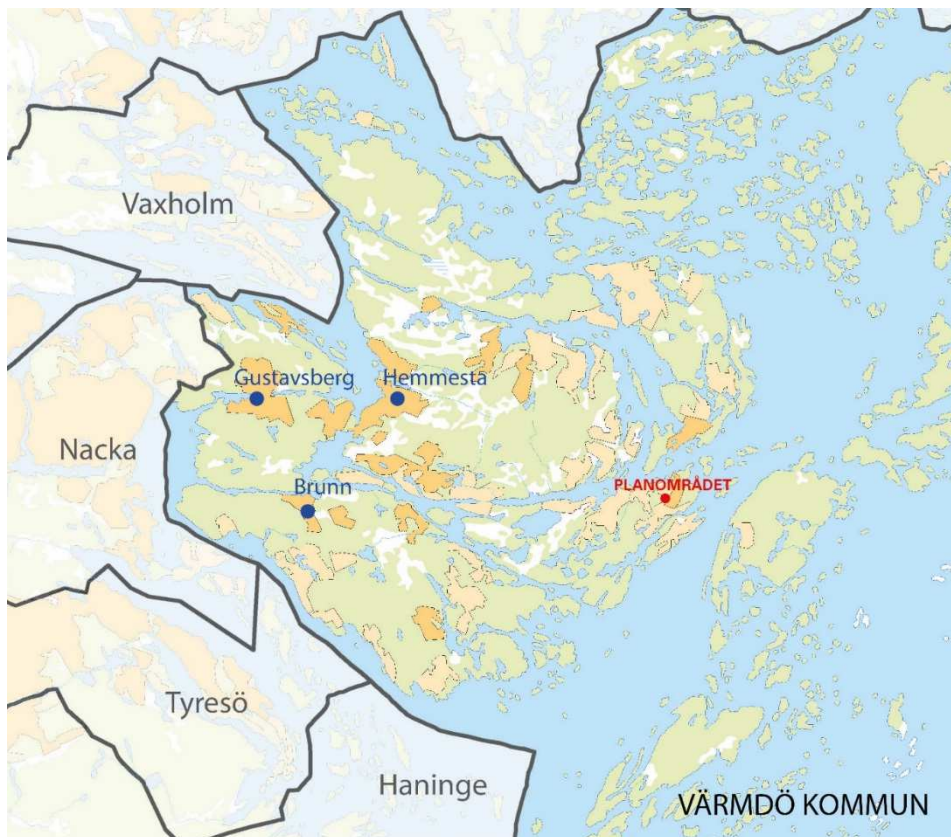 Vaxholm
Gustavsberg
Hemmesta
Nacka
PLANOMRÅDET
Brunn
Tyresö
Haninge
VÄRMDÖ KOMMUN